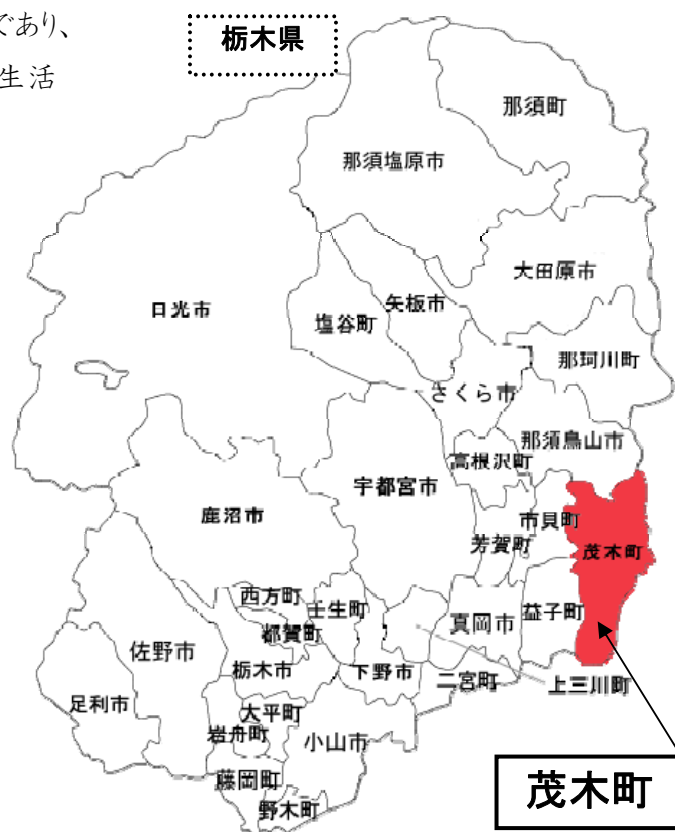 であり、
栃木県
生活
那須町
那須塩原市
大田原市
日光市
矢板市
塩谷町
那珂川町
さくら市
那須烏山市
高根沢町
宇都宮市
鹿沼市
市貝町
芳賀町
茂木町
西方町
壬生町
都賀町
真岡市
益子町
佐野市
栃木市
下野市
二宮町
上三川町
足利市
大平町
岩舟町
小山市
藤岡町
野木町
茂木町